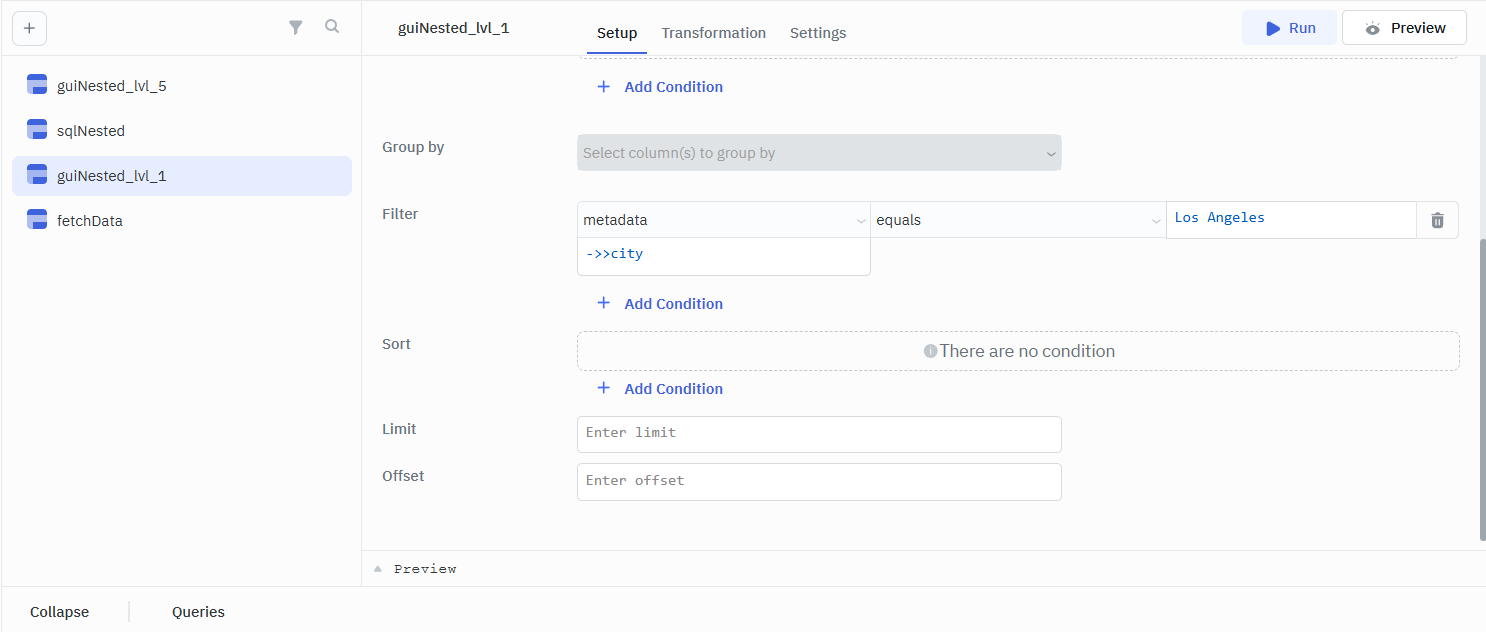 guiNested_lvl_1
Setup
Transformation
Settings
Run
Preview
guiNested_lvl_5
sqlNested
guiNested_lvl_1
fetchData
Add Condition
Group by
Select column(s) to group by
Filter
metadata
equals
Los Angeles
->>city
Add Condition
Sort
There are no condition
Add Condition
Limit
Enter limit
Offset
Enter offset
Preview
Collapse
Queries